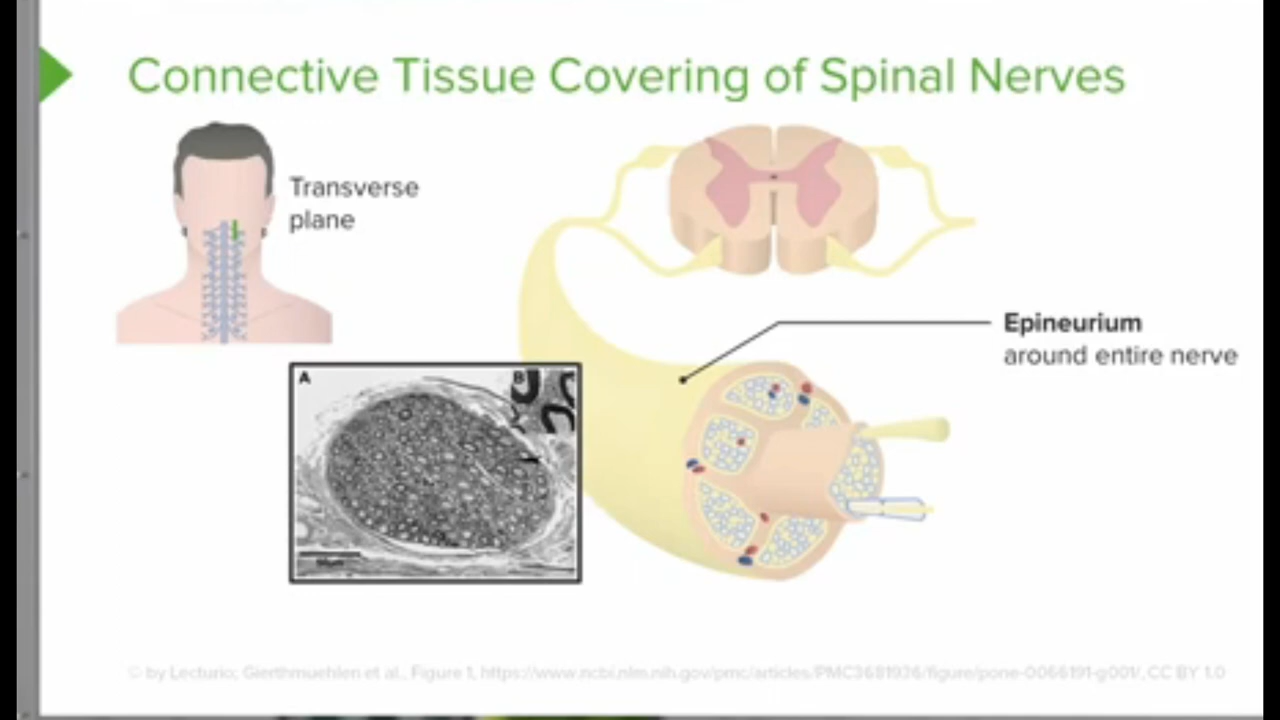 Connective Tissue Covering of Spinal Nerves
Transverse
plane
Epineurium
around entire nerve
A
B
© by Lecturio; Gierthmuehlen et al., Figure 1, https://www.ncbi.nlm.nih.gov/pmc/articles/PMC3681936/figure/pone-0066191-g001/, CC BY 1.0